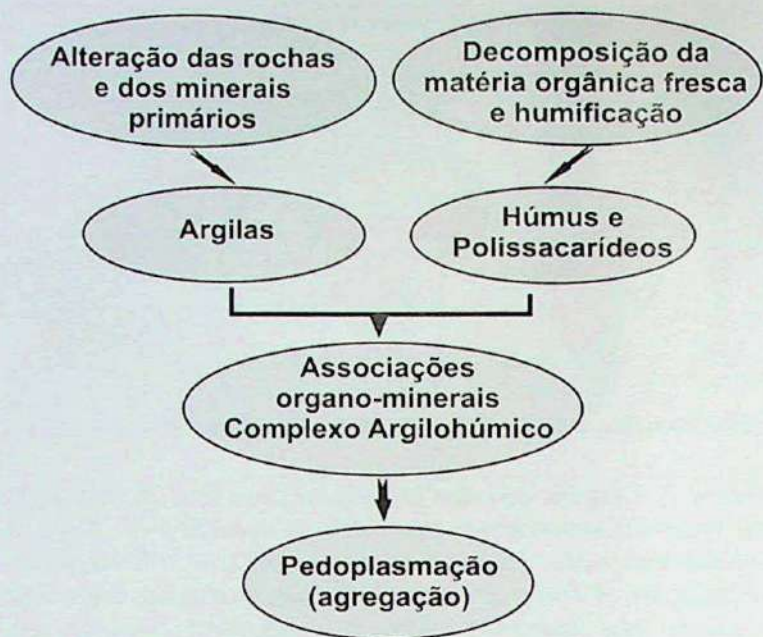 Alteração das rochas
e dos minerais
primários
Decomposição da
matéria orgânica fresca
e humificação
Argilas
Húmus e
Polissacarídeos
Associações
organo-minerais
Complexo Argilohúmico
Pedoplasmação
(agregação)